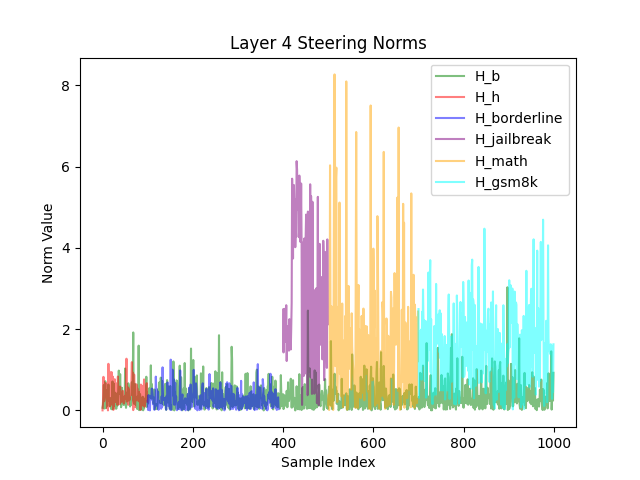 Layer 4 Steering Norms
H_b
H_h
H_borderline
H_jailbreak
H_math
H_gsm8k
Norm Value
8
6
4
2
0
0 200 400 600 800 1000
Sample Index